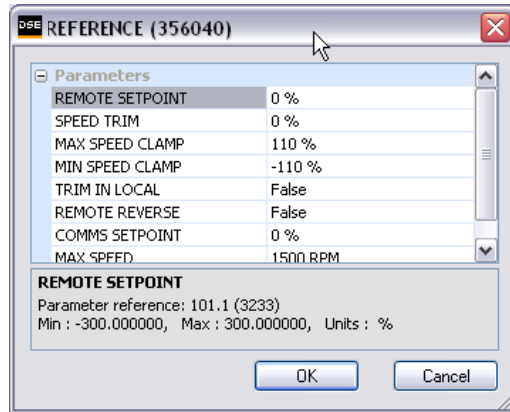 DSE REFERENCE (356040)
Parameters
REMOTE SETPOINT 0 %
SPEED TRIM 0 %
MAX SPEED CLAMP 110 %
MIN SPEED CLAMP -110 %
TRIM IN LOCAL False
REMOTE REVERSE False
COMMS SETPOINT 0 %
MAX SPEED 1500 RPM
REMOTE SETPOINT
Parameter reference: 101.1 (3233)
Min : -300.000000, Max : 300.000000, Units : %
OK Cancel